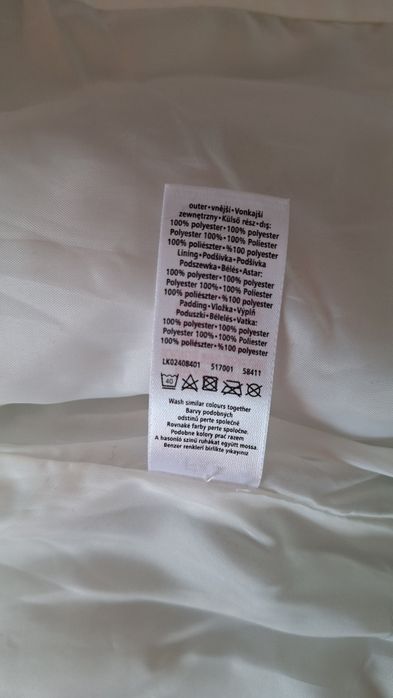 outer•vnější•Vonkajší
zewnętrzny•Külső rész•dış:
100% polyester•100% polyester
Polyester 100%•100% Poliester
100% poliészter•%100 polyester
Lining•Podšívka•Podšívka
Podszewka•Bélés•Astar:
100% polyester•100% polyester
Polyester 100%•100% Poliester
100% poliészter•%100 polyester
Padding•Vložka•Výplň
Poduszki•Bélelés•Vatka:
100% polyester•100% polyester
Polyester 100%•100% Poliester
100% poliészter•%100 polyester
LK02408401 517001 58411
40
Wash similar colours together
Barvy podobných
odstínů perte společně
Rovnake farby perte spoločne
Podobne kolory prać razem
A hasonló színű ruhákat együtt mossa
Benzer renkleri birlikte yıkayınız